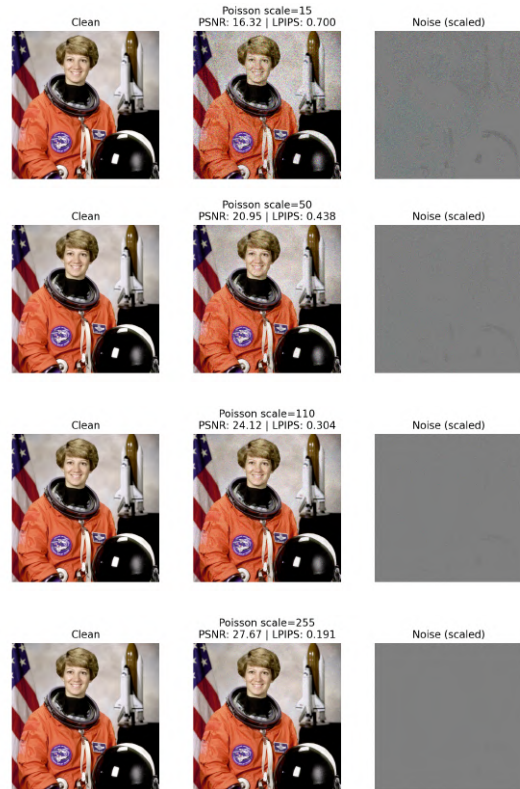 Clean
Poisson scale=15
PSNR: 16.32 | LPIPS: 0.700
Noise (scaled)
Clean
Poisson scale=50
PSNR: 20.95 | LPIPS: 0.438
Noise (scaled)
Clean
Poisson scale=110
PSNR: 24.12 | LPIPS: 0.304
Noise (scaled)
Clean
Poisson scale=255
PSNR: 27.67 | LPIPS: 0.191
Noise (scaled)